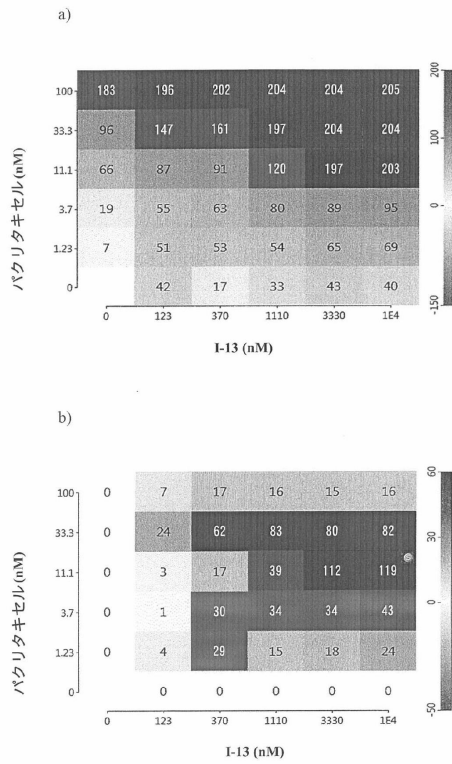 a)
100 183 196 202 204 204 205 200
33.3 96 147 161 197 204 204 100
11.1 66 87 91 120 197 203
3.7 19 55 63 80 89 95 0
1.23 7 51 53 54 65 69
0 42 17 33 43 40 -150
0 123 370 1110 3330 1E4
パクリタキセル (nM)
I-13 (nM)
b)
100 0 7 17 16 15 16 60
33.3 0 24 62 83 80 82 30
11.1 0 3 17 39 112 119
3.7 0 1 30 34 34 43 0
1.23 0 4 29 15 18 24
0 0 0 0 0 0 -50
0 123 370 1110 3330 1E4
パクリタキセル(nM)
I-13 (nM)